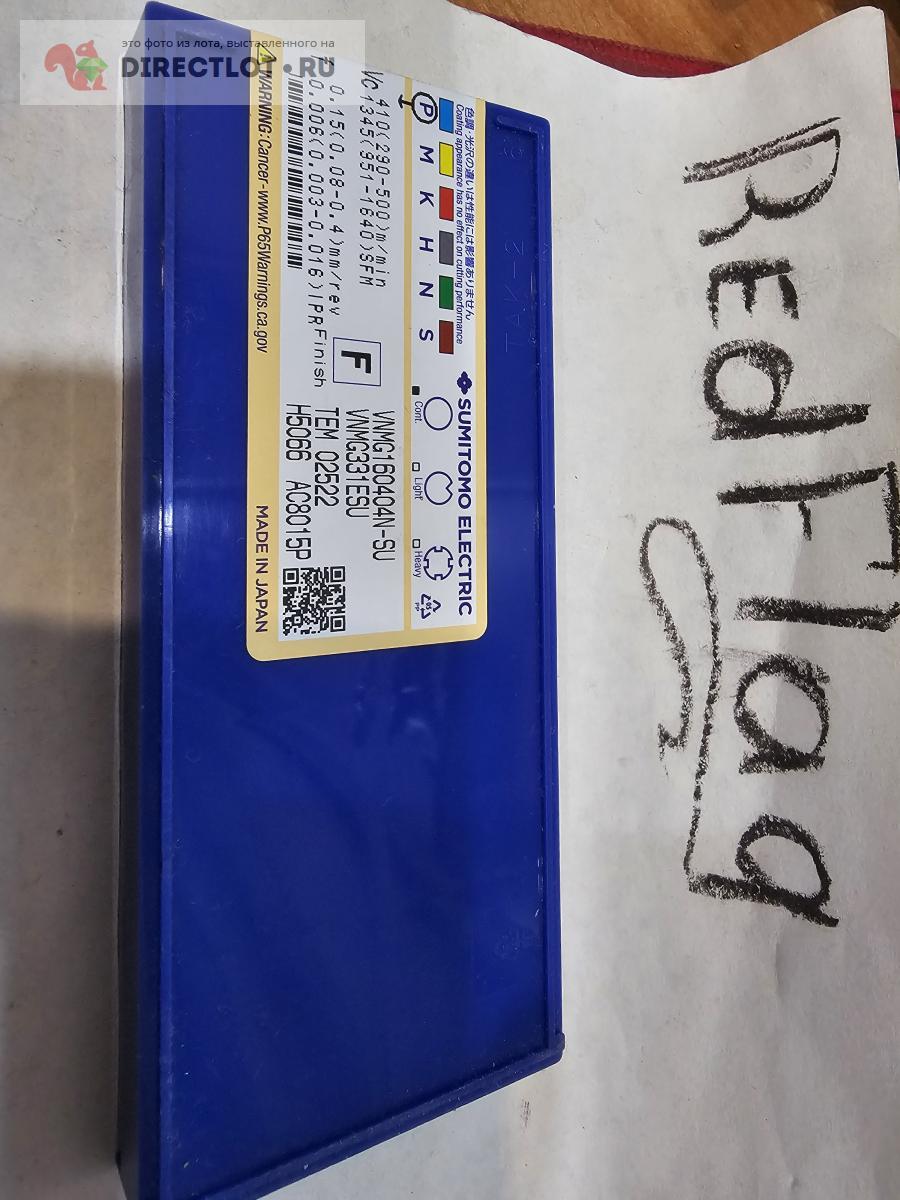 это фото из лота, выставленного на
DIRECTLOT.RU
色調・光沢の違いは性能には影響ありません
Coating appearance has no effect on cutting performance
P M K H N S
SUMITOMO ELECTRIC
Cont. Light Heavy
PP
410(290-500)m/min
Vc 1345(951-1640)SFM
0.15(0.08-0.4)mm/rev
0.006(0.003-0.016)IPR
F
Finish
VNMG160404N-SU
VNMG331ESU
TEM 02522
H5066 AC8015P
WARNING: Cancer - www.P65Warnings.ca.gov
MADE IN JAPAN
TAK-2
RedFlag